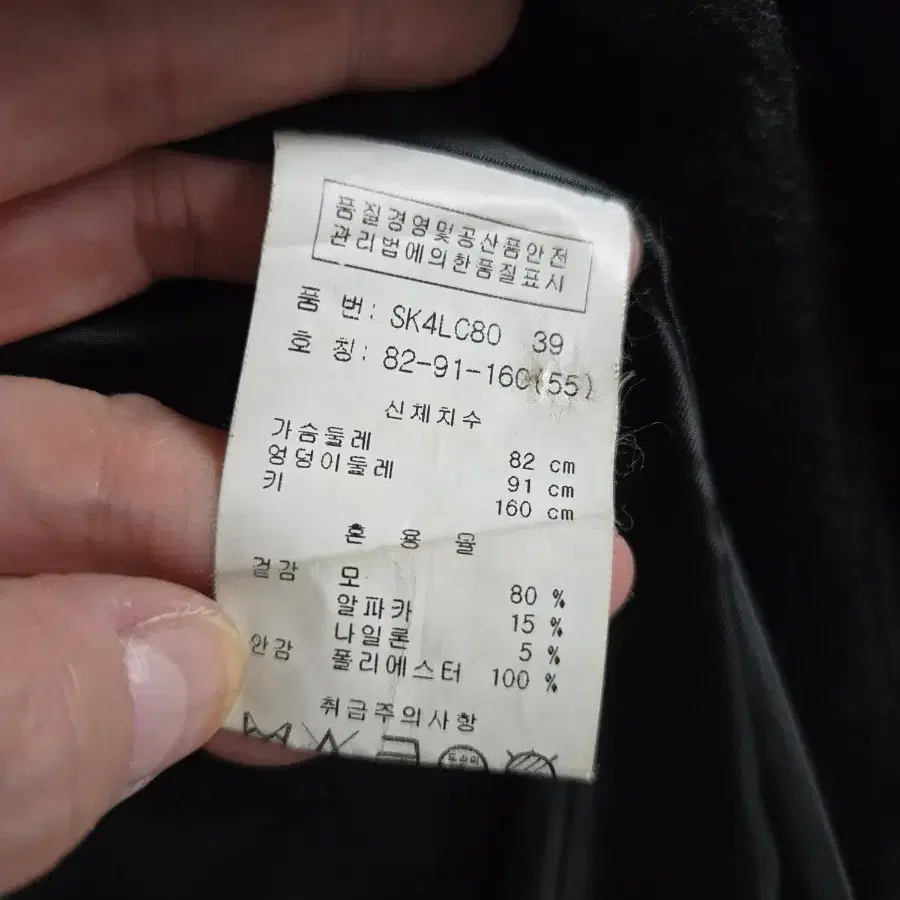 품질경영및공산품안전
관리법에의한품질표시
품 번: SK4LC80 39
호 칭: 82-91-160(55)
신체치수
가슴둘레 82 cm
엉덩이둘레 91 cm
키 160 cm
혼 용 율
겉감 모 80 %
알파카 15 %
나일론 5 %
안감 폴리에스터 100 %
취급주의사항